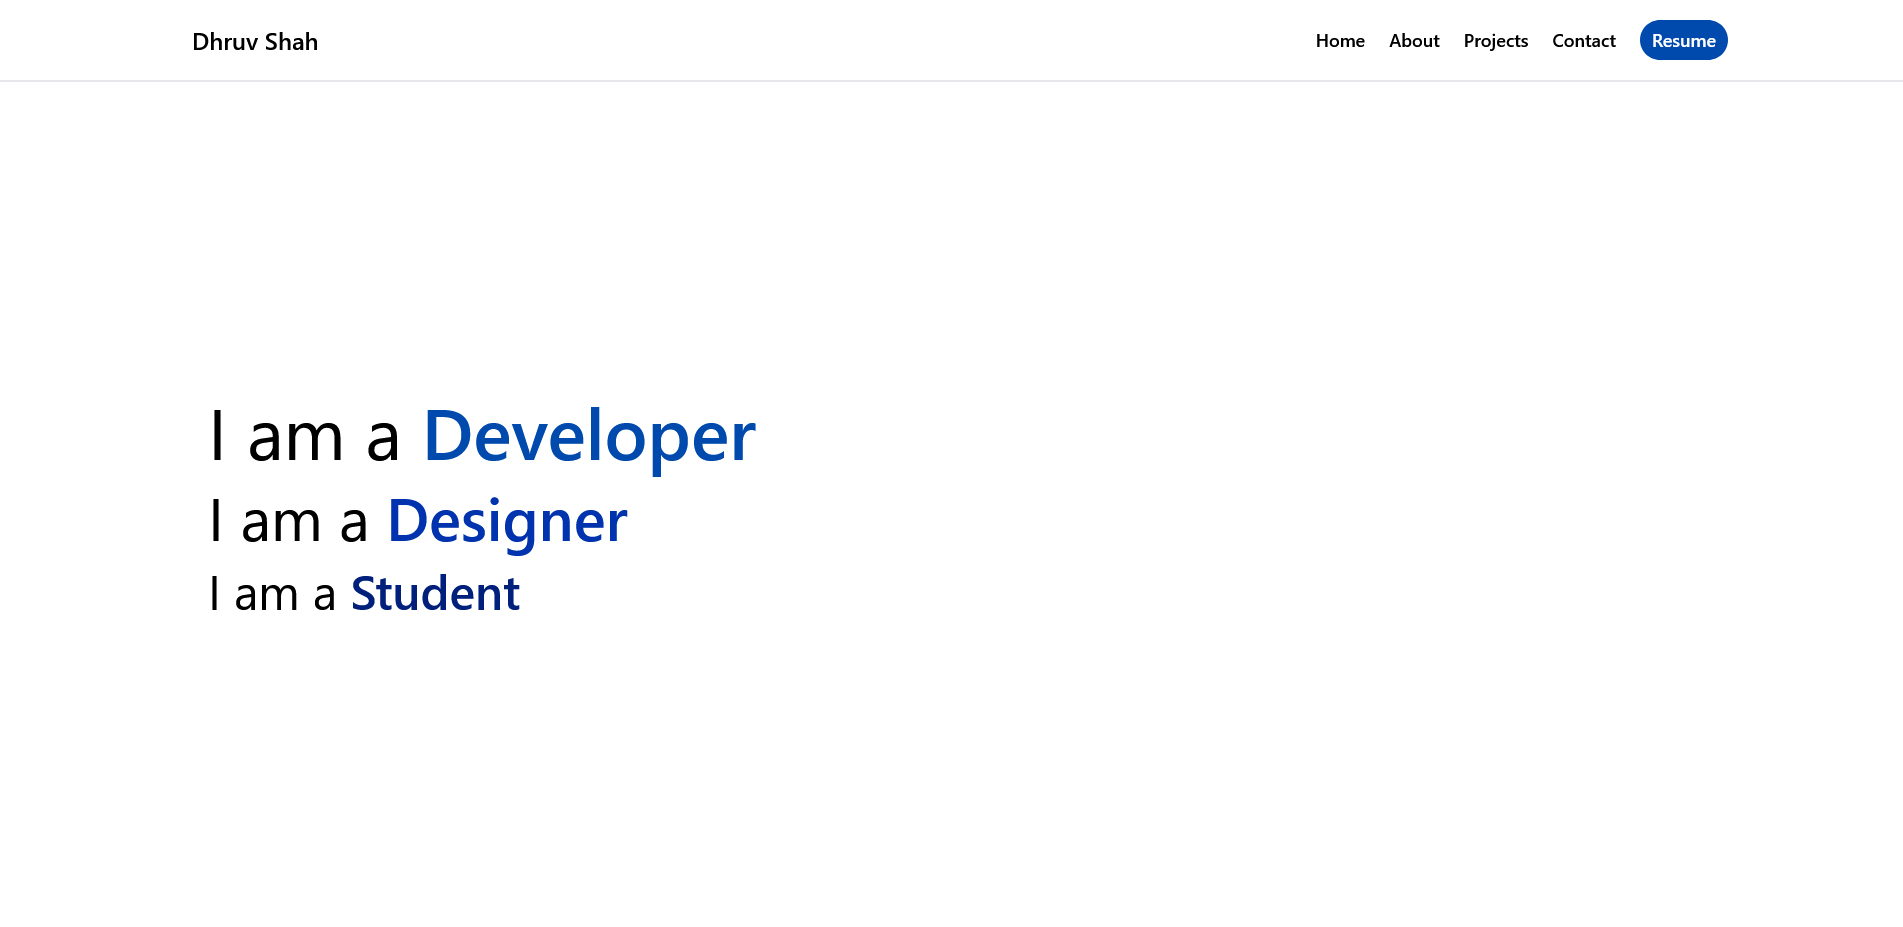 Dhruv Shah
Home About Projects Contact Resume
I am a Developer
I am a Designer
I am a Student